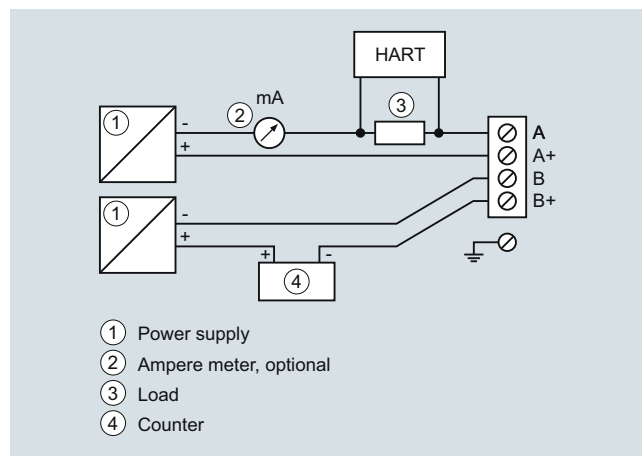 HART
mA
2
3
1
-
+
A
A+
B
B+
1
-
+
+
-
4
1 Power supply
2 Ampere meter, optional
3 Load
4 Counter